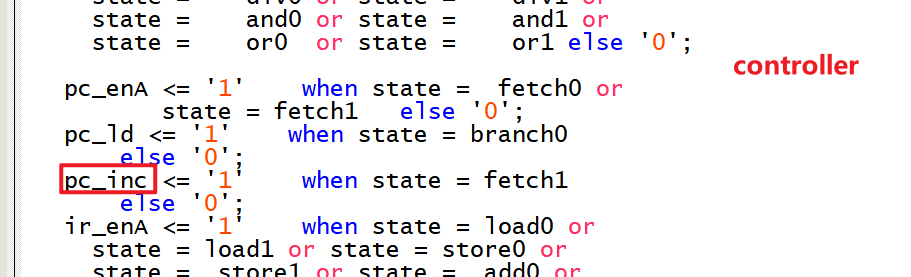 state =    div0 or state =    div1 or
state =    and0 or state =    and1 or
state =     or0  or state =     or1 else '0';
controller
pc_enA <= '1'    when state =  fetch0 or
state = fetch1   else '0';
pc_ld <= '1'    when state = branch0
else '0';
pc_inc <= '1'    when state = fetch1
else '0';
ir_enA <= '1'    when state = load0 or
state = load1 or state = store0 or
state =  store1 or state =  add0 or